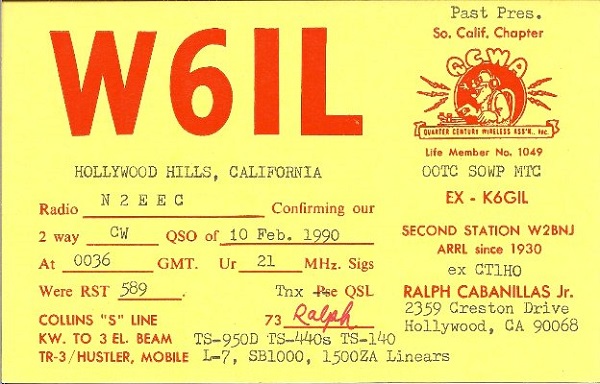 W6IL
Past Pres.
So. Calif. Chapter
QCWA
QUARTER CENTURY WIRELESS ASS'N., Inc.
Life Member No. 1049
OOTC SOWP MTC
EX - K6GIL
SECOND STATION W2BNJ
ARRL since 1930
ex CT1HO
RALPH CABANILLAS Jr.
2359 Creston Drive
Hollywood, CA 90068
HOLLYWOOD HILLS, CALIFORNIA
Radio N2EEC Confirming our
2 way CW QSO of 10 Feb. 1990
At 0036 GMT. Ur 21 MHz. Sigs
Were RST 589 . Tnx Pse QSL
COLLINS "S" LINE 73 Ralph
KW. TO 3 EL. BEAM TS-950D TS-440s TS-140
TR-3/HUSTLER, MOBILE L-7, SB1000, 1500ZA Linears